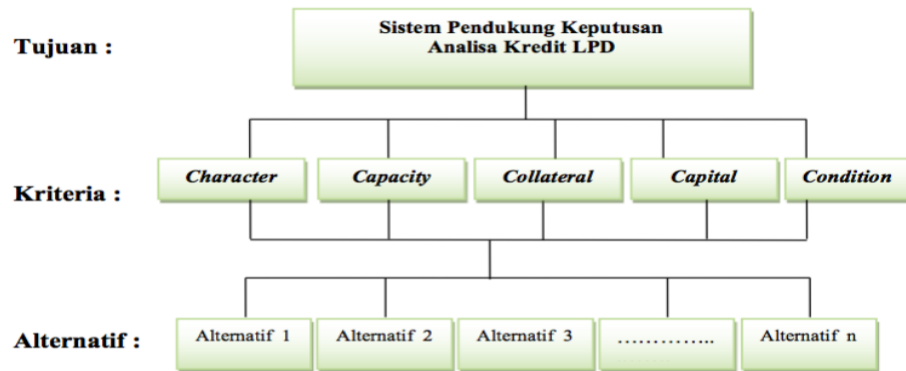 Tujuan :
Sistem Pendukung Keputusan
Analisa Kredit LPD
Kriteria :
Character
Capacity
Collateral
Capital
Condition
Alternatif :
Alternatif 1
Alternatif 2
Alternatif 3
…………..
Alternatif n